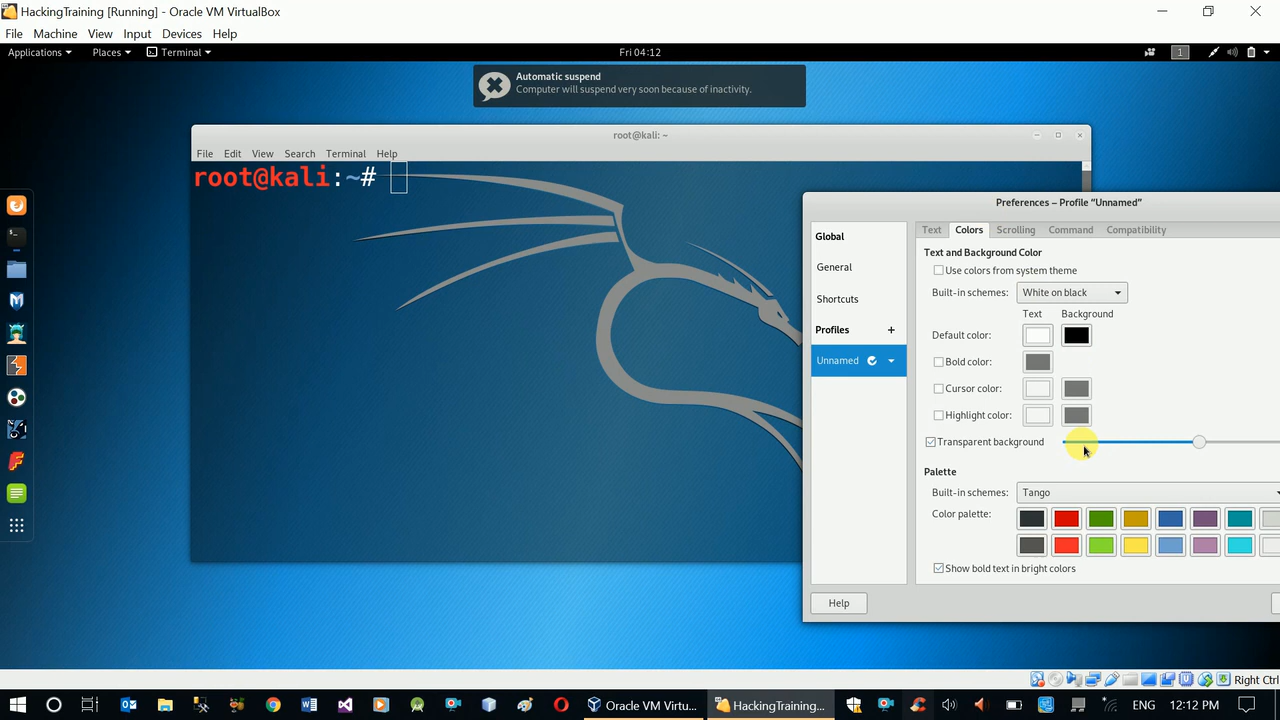 HackingTraining [Running] - Oracle VM VirtualBox
File Machine View Input Devices Help
Applications Places Terminal Fri 04:12 1
Automatic suspend
Computer will suspend very soon because of inactivity.
root@kali: ~
File Edit View Search Terminal Help
root@kali:~#
Preferences – Profile “Unnamed”
Global
General
Shortcuts
Profiles +
Unnamed
Text Colors Scrolling Command Compatibility
Text and Background Color
Use colors from system theme
Built-in schemes: White on black
Text Background
Default color:
Bold color:
Cursor color:
Highlight color:
Transparent background
Palette
Built-in schemes: Tango
Color palette:
Show bold text in bright colors
Help
Right Ctrl
Oracle VM Virtu... HackingTraining... ENG 12:12 PM